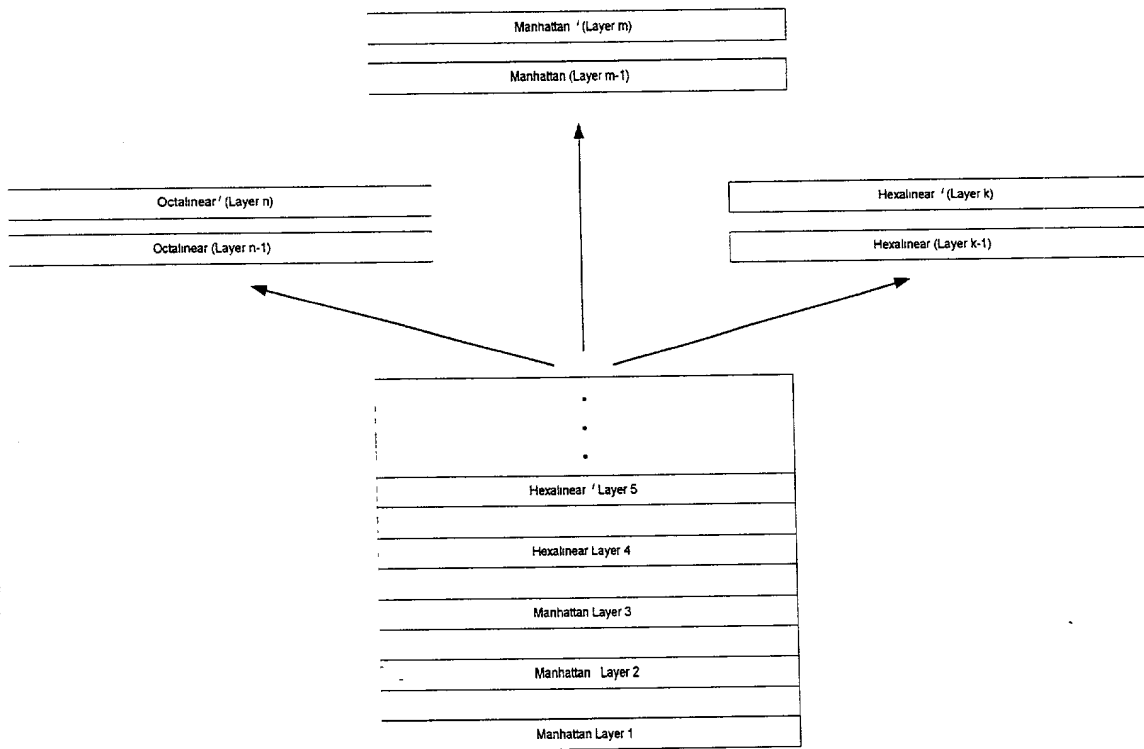 Manhattan ' (Layer m)
Manhattan (Layer m-1)
Octalinear ' (Layer n)
Octalinear (Layer n-1)
Hexalinear ' (Layer k)
Hexalinear (Layer k-1)
Hexalinear ' Layer 5
Hexalinear Layer 4
Manhattan Layer 3
Manhattan Layer 2
Manhattan Layer 1